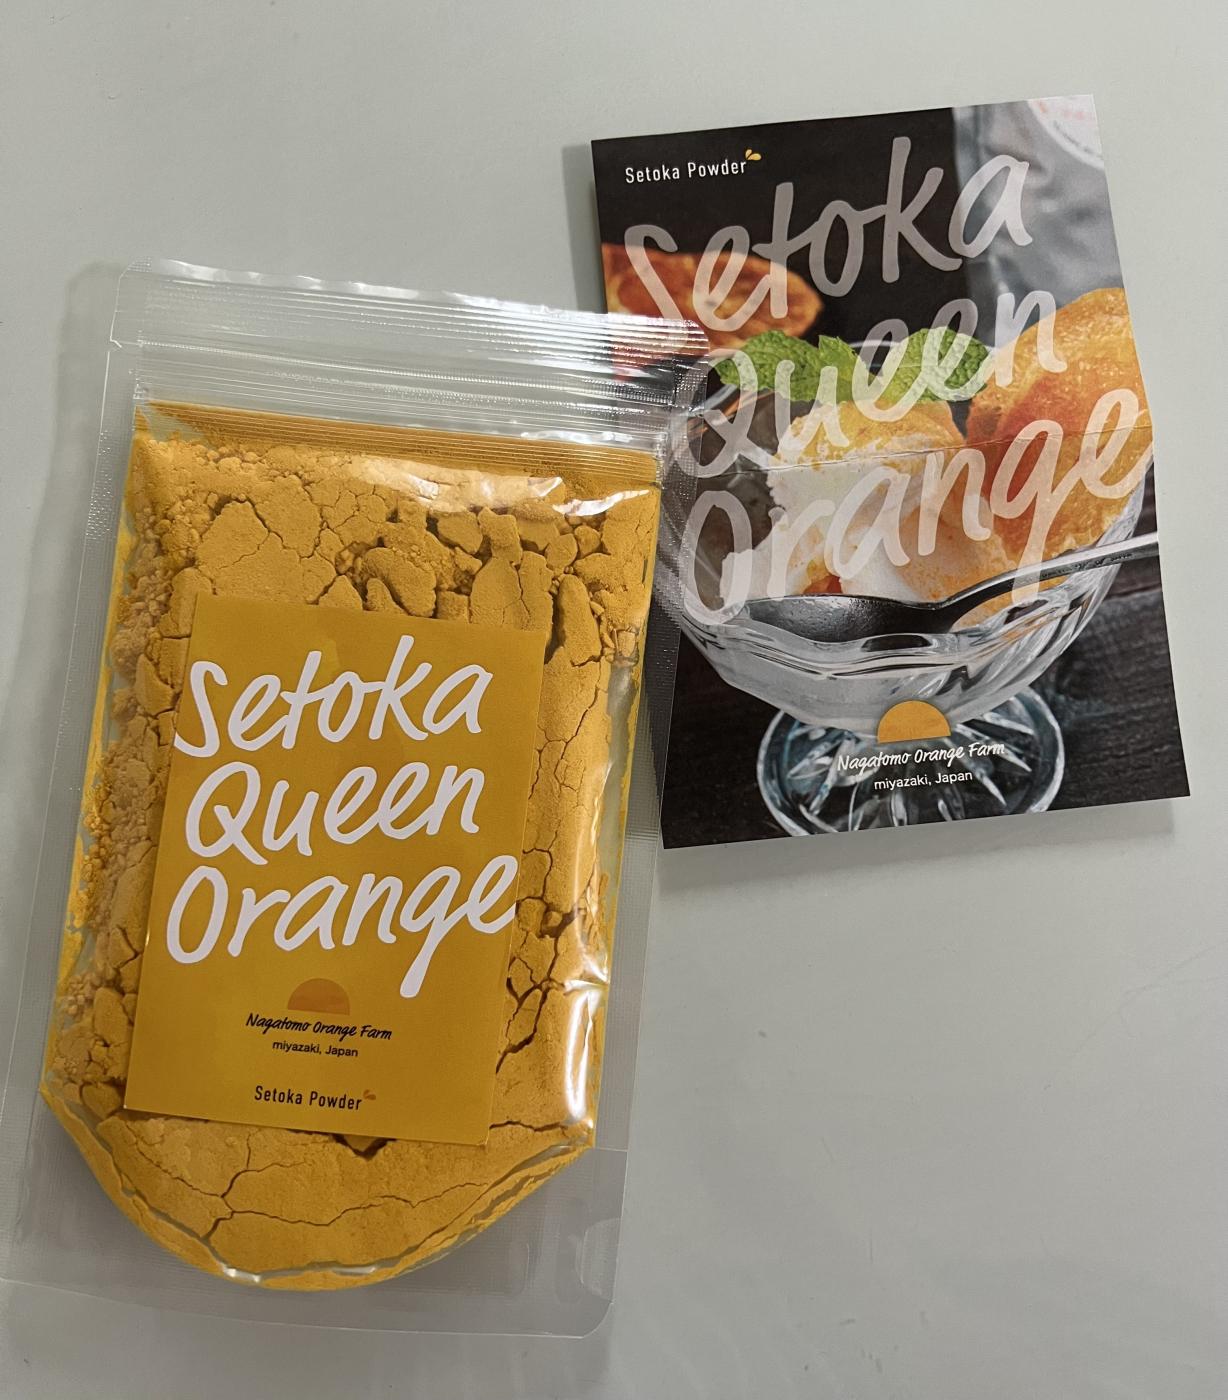 Setoka Powder
Setoka
Queen
Orange
Nagatomo Orange Farm
miyazaki, Japan
Setoka
Queen
Orange
Nagatomo Orange Farm
miyazaki, Japan
Setoka Powder